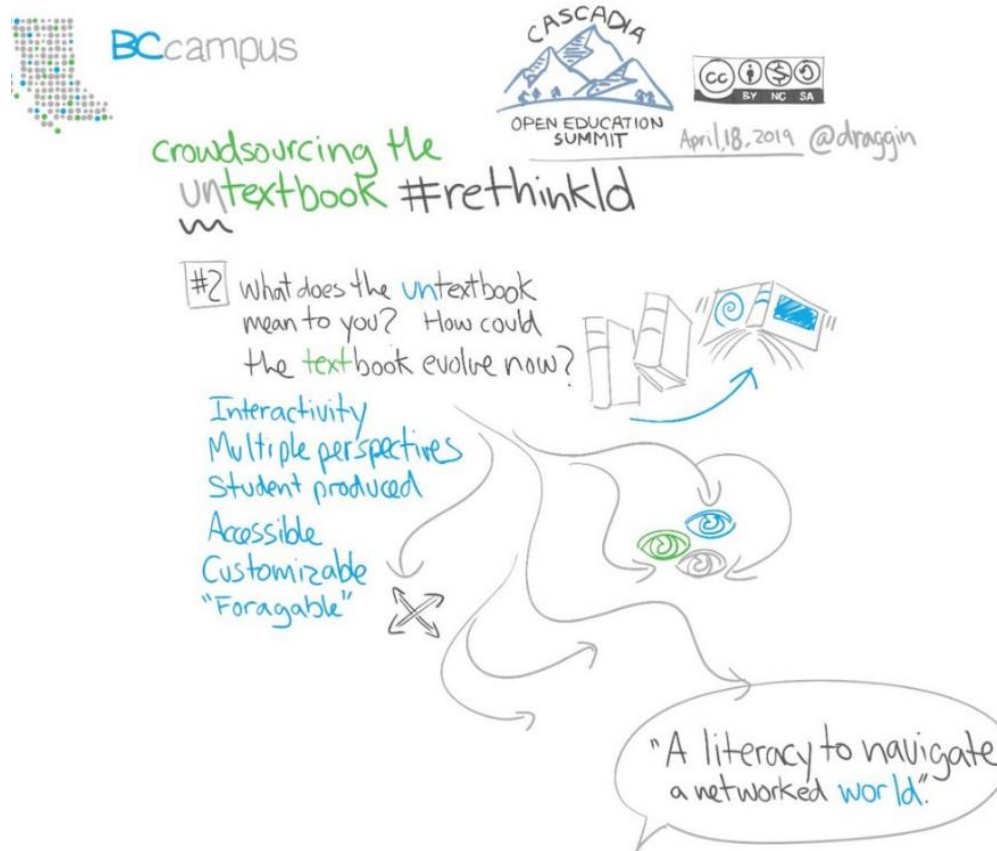 BCcampus
CASCADIA
OPEN EDUCATION
SUMMIT
cc
BY NC SA
April, 18, 2019 @draggin
crowdsourcing the
untextbook #rethinkld
#2 What does the untextbook
mean to you? How could
the textbook evolve now?
Interactivity
Multiple perspectives
Student produced
Accessible
Customizable
"Foragable"
"A literacy to navigate
a networked world."